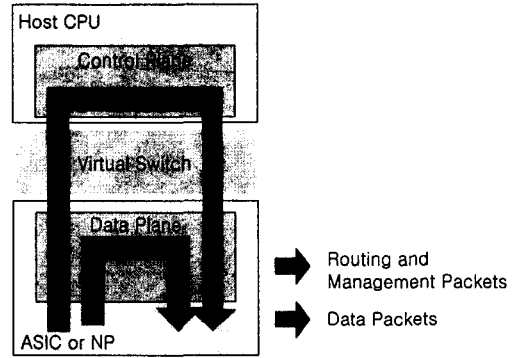 Host CPU
Control Plane
Virtual Switch
Data Plane
ASIC or NP
Routing and
Management Packets
Data Packets